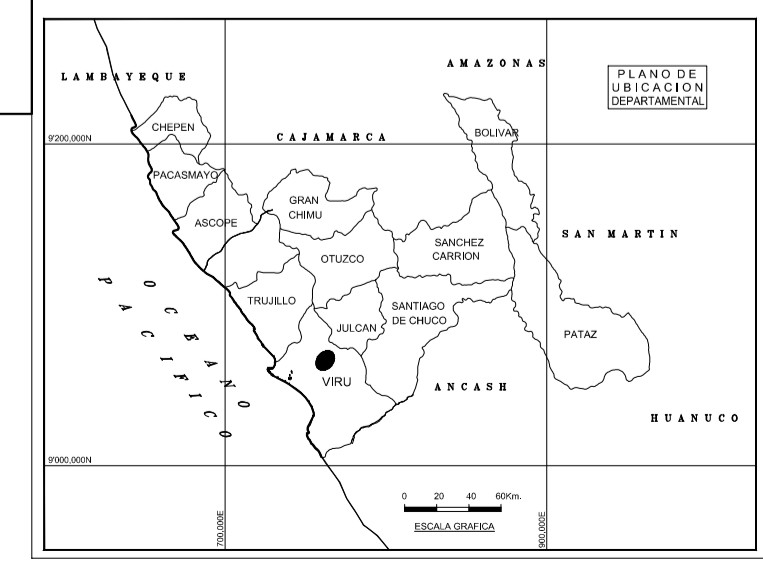 AMAZONAS
LAMBAYEQUE
PLANO DE
UBICACION
DEPARTAMENTAL
CHEPEN
BOLIVAR
CAJAMARCA
9'200,000N
PACASMAYO
GRAN
CHIMU
ASCOPE
SAN MARTIN
SANCHEZ
CARRION
OTUZCO
OCEANO
PACIFICO
TRUJILLO
SANTIAGO
DE CHUCO
JULCAN
PATAZ
VIRU
ANCASH
HUANUCO
9'000,000N
0 20 40 60Km.
ESCALA GRAFICA
700,000E
900,000E